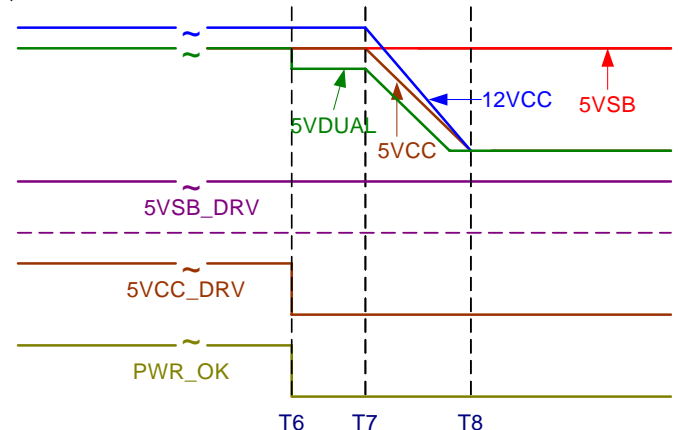 12VCC
5VSB
5VDUAL
5VCC
5VSB_DRV
5VCC_DRV
PWR_OK
T6 T7 T8